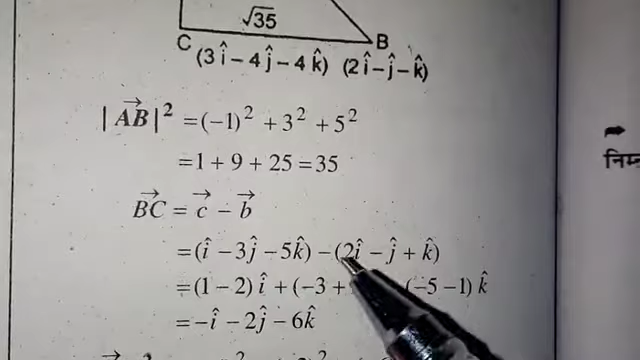 √35
C B
(3î−4ĵ−4k̂) (2î−ĵ−k̂)
|AB⃗|² = (−1)² + 3² + 5²
= 1 + 9 + 25 = 35
BC⃗ = c⃗ − b⃗
= (î − 3ĵ − 5k̂) − (2î − ĵ + k̂)
= (1 − 2) î + (−3 + (−5 − 1) k̂
= −î − 2ĵ − 6k̂